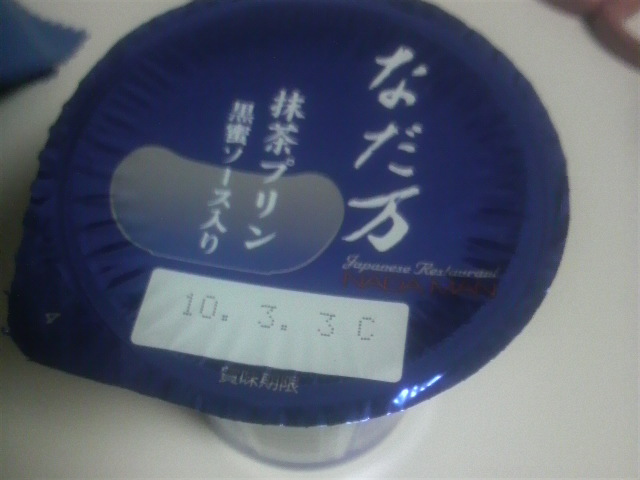 なだ万
Japanese Restaurant
NADAMAN
抹茶プリン
黒蜜ソース入り
10. 3. 3 C
賞味期限